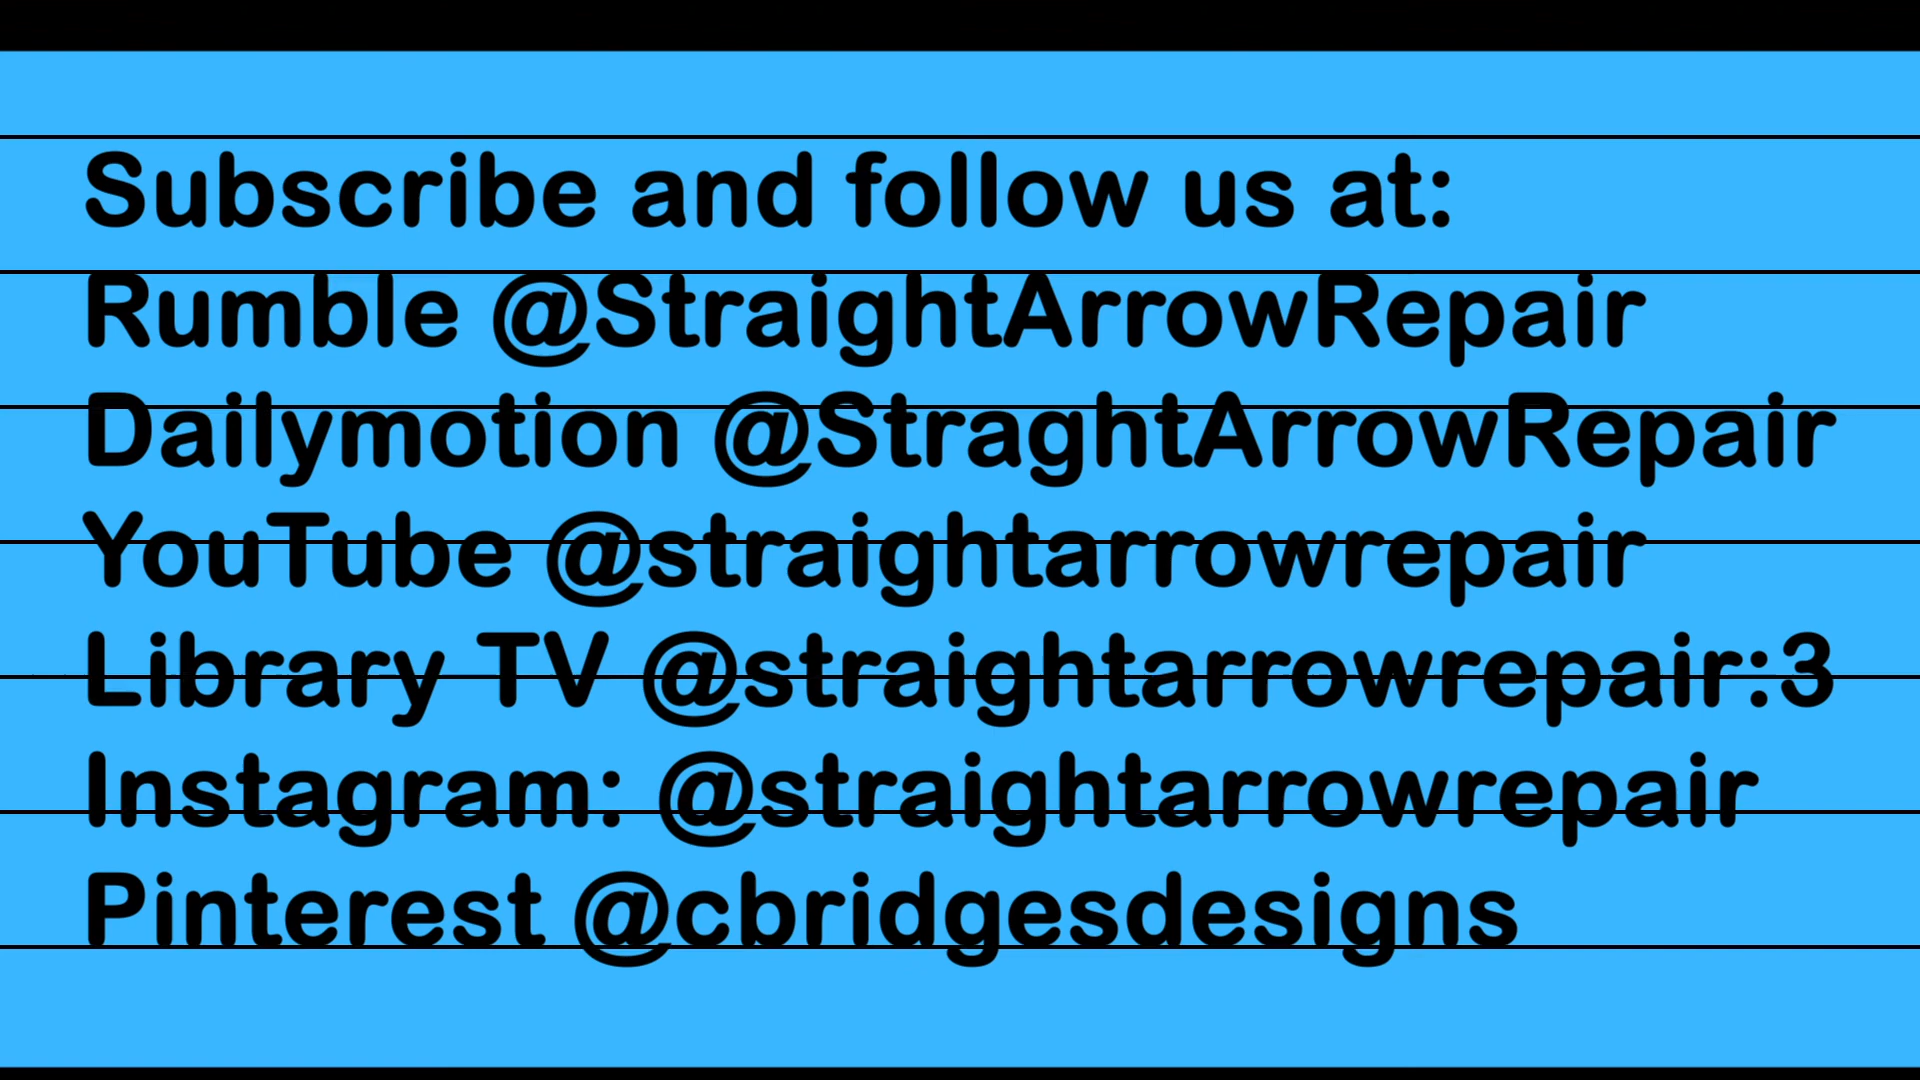 Subscribe and follow us at:
Rumble @StraightArrowRepair
Dailymotion @StraghtArrowRepair
YouTube @straightarrowrepair
Library TV @straightarrowrepair:3
Instagram: @straightarrowrepair
Pinterest @cbridgesdesigns